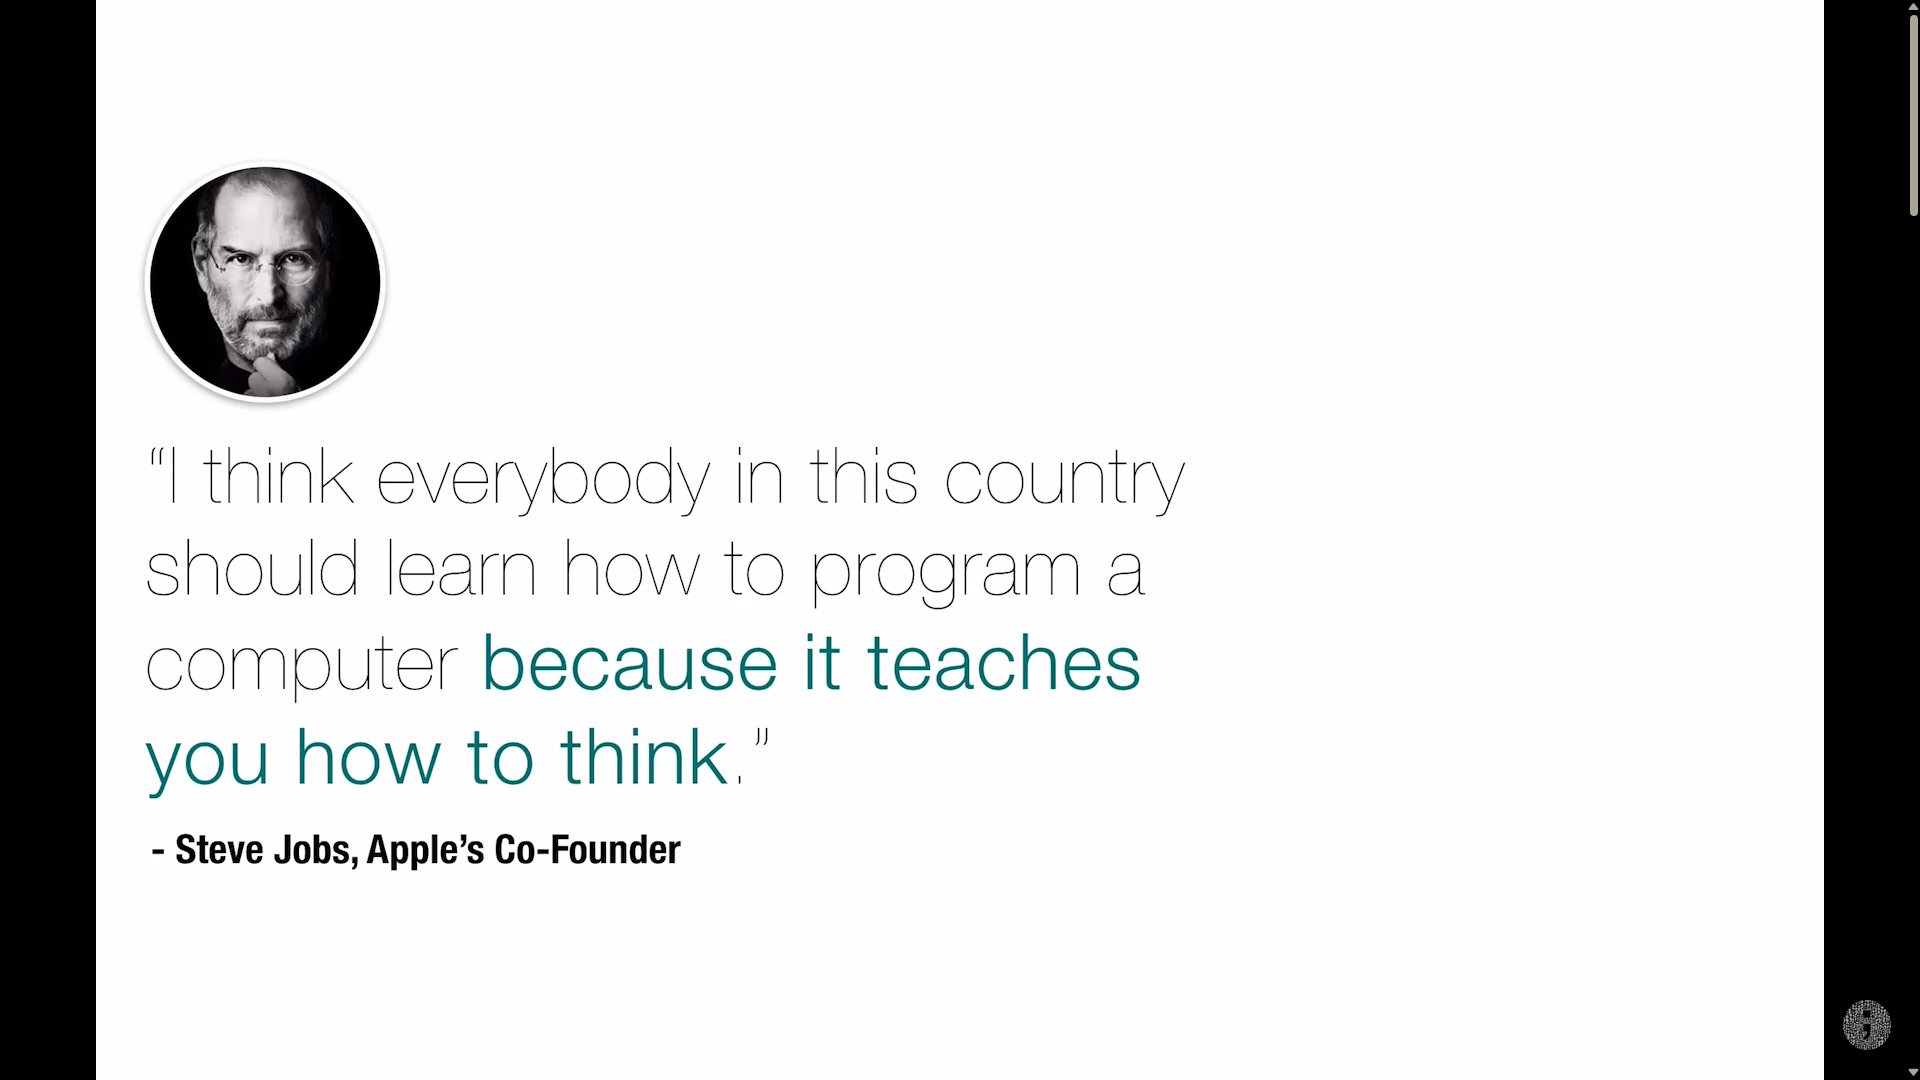 “I think everybody in this country
should learn how to program a
computer because it teaches
you how to think.”
- Steve Jobs, Apple’s Co-Founder